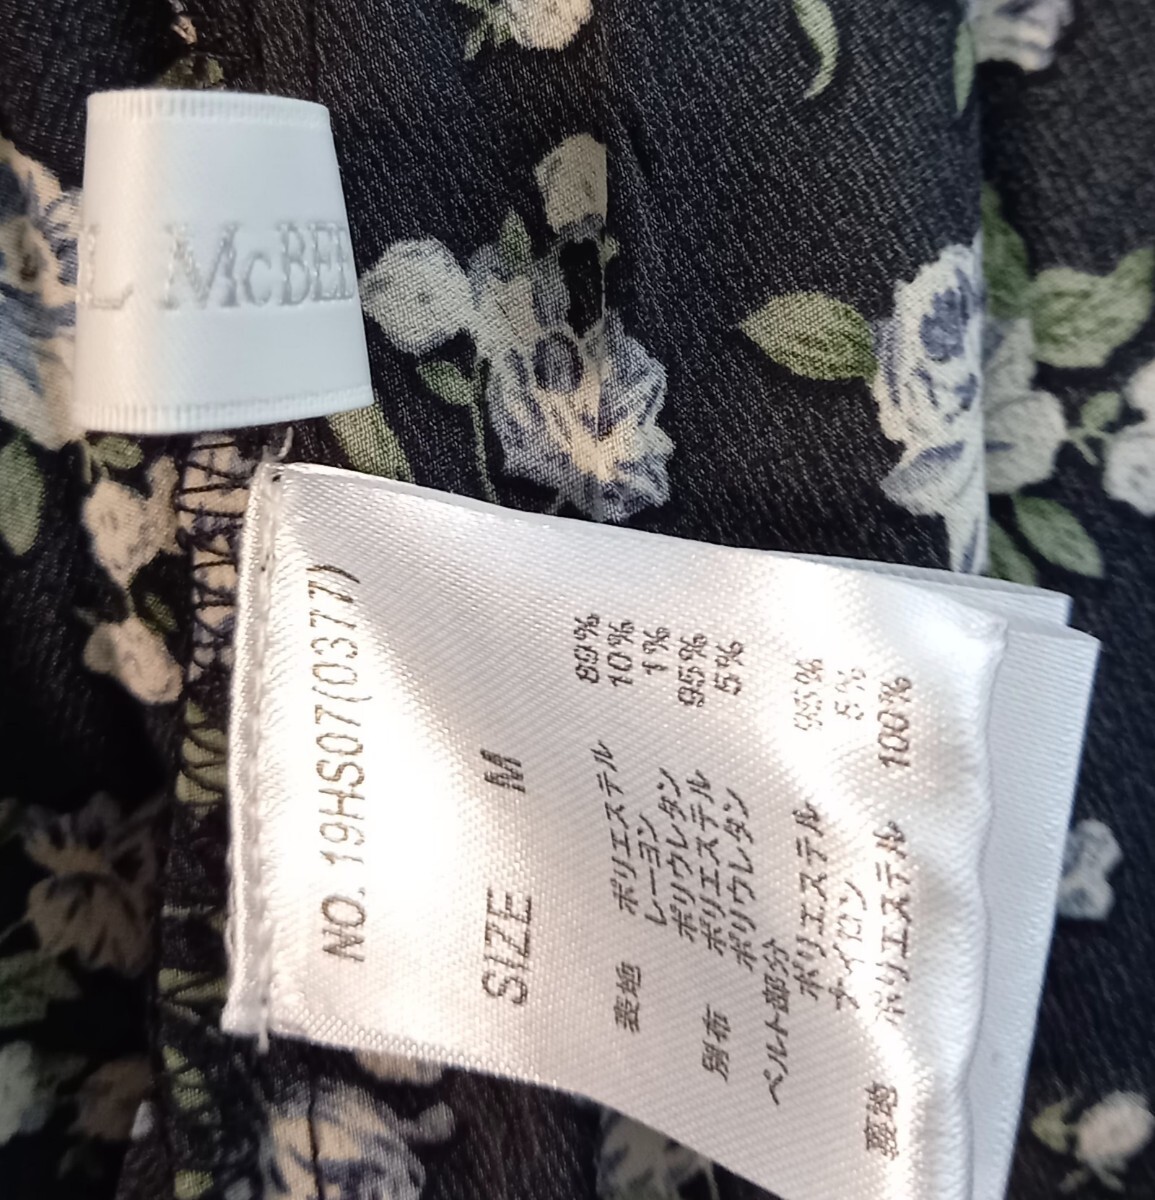 L McBEE
NO. 19HS07(0377)
SIZE M
表地 ポリエステル 89%
レーヨン 10%
ポリウレタン 1%
別布 ポリエステル 95%
ポリウレタン 5%
ベルト部分
ポリエステル 95%
ナイロン 5%
裏地 ポリエステル 100%